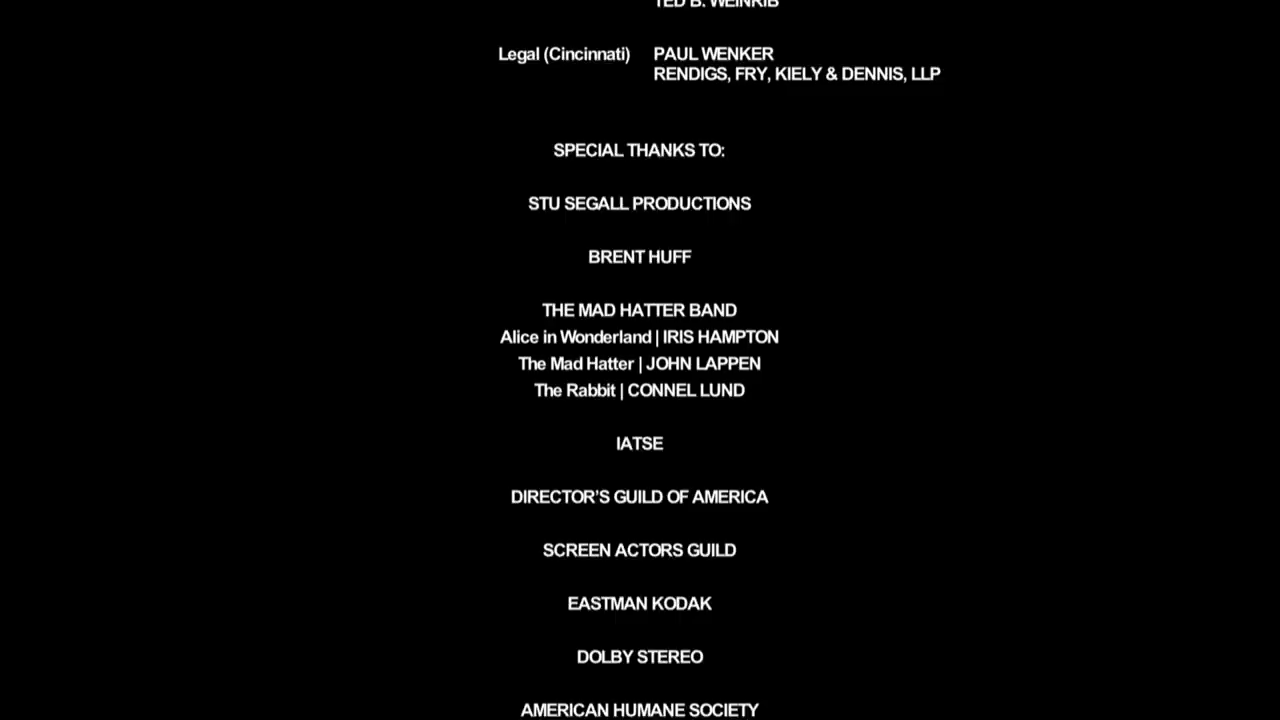 TED B. WEINRIB
Legal (Cincinnati) PAUL WENKER
RENDIGS, FRY, KIELY & DENNIS, LLP
SPECIAL THANKS TO:
STU SEGALL PRODUCTIONS
BRENT HUFF
THE MAD HATTER BAND
Alice in Wonderland | IRIS HAMPTON
The Mad Hatter | JOHN LAPPEN
The Rabbit | CONNEL LUND
IATSE
DIRECTOR'S GUILD OF AMERICA
SCREEN ACTORS GUILD
EASTMAN KODAK
DOLBY STEREO
AMERICAN HUMANE SOCIETY